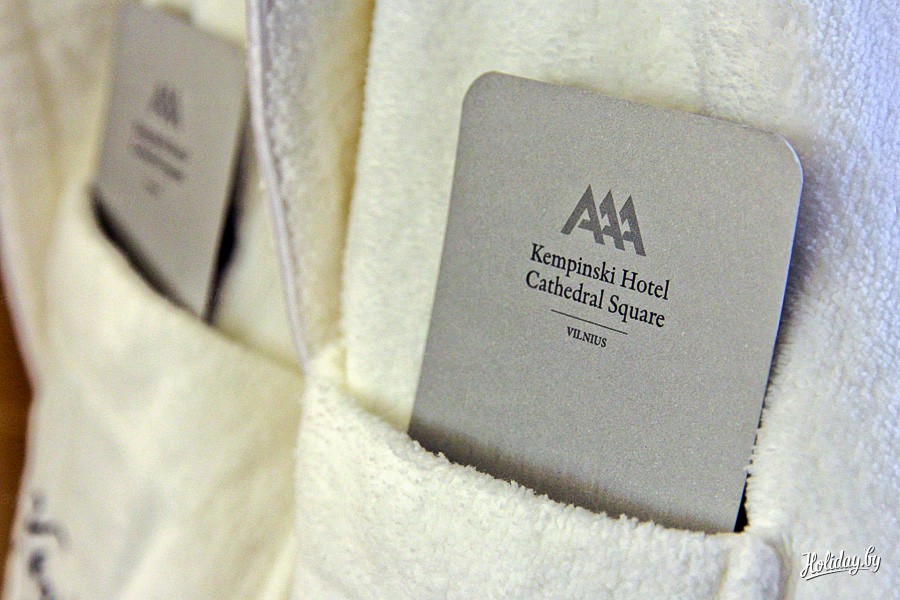 Kempinski Hotel
Cathedral Square
VILNIUS
Holiday.by